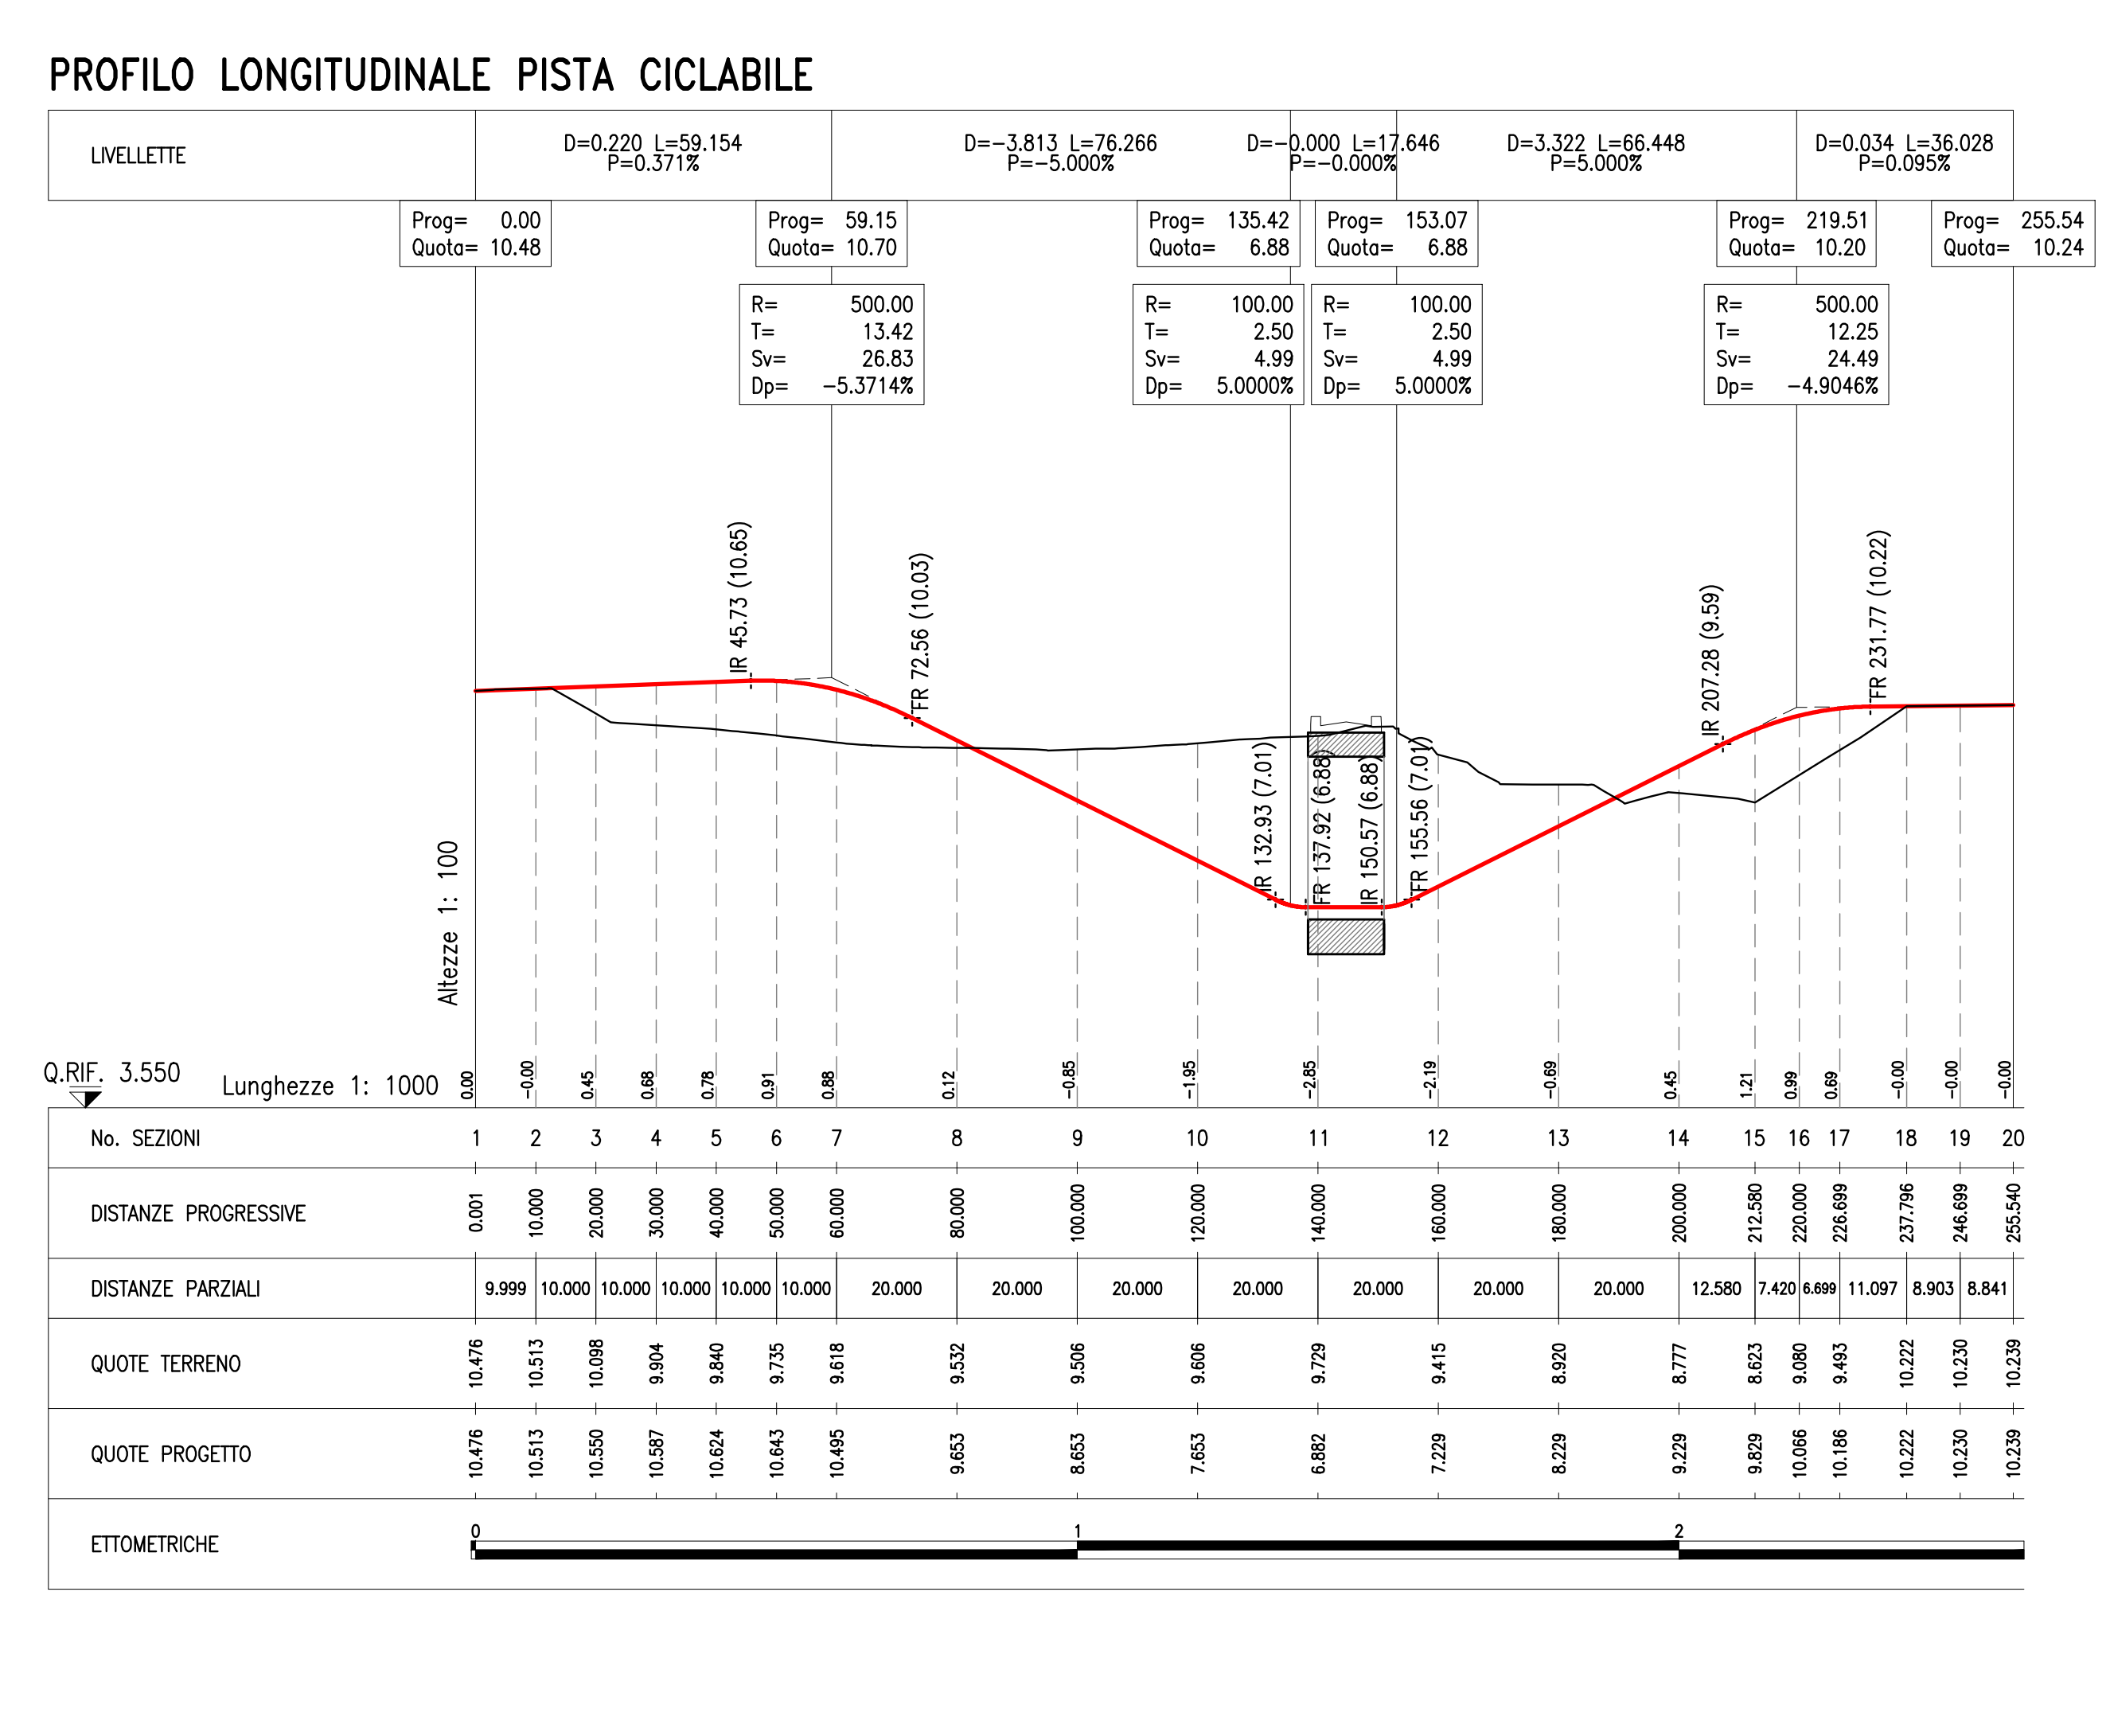 PROFILO LONGITUDINALE PISTA CICLABILE
LIVELLETTE
D=0.220 L=59.154
P=0.371%
D=-3.813 L=76.266
P=-5.000%
D=-0.000 L=17.646
P=-0.000%
D=3.322 L=66.448
P=5.000%
D=0.034 L=36.028
P=0.095%
Prog= 0.00
Quota= 10.48
Prog= 59.15
Quota= 10.70
Prog= 135.42
Quota= 6.88
Prog= 153.07
Quota= 6.88
Prog= 219.51
Quota= 10.20
Prog= 255.54
Quota= 10.24
R= 500.00
T= 13.42
Sv= 26.83
Dp= -5.3714%
R= 100.00
T= 2.50
Sv= 4.99
Dp= 5.0000%
R= 100.00
T= 2.50
Sv= 4.99
Dp= 5.0000%
R= 500.00
T= 12.25
Sv= 24.49
Dp= -4.9046%
IR 45.73 (10.65)
FR 72.56 (10.03)
IR 132.93 (7.01)
FR 137.92 (6.88)
IR 150.57 (6.88)
FR 155.56 (7.01)
IR 207.28 (9.59)
FR 231.77 (10.22)
Altezze 1: 100
Q.RIF. 3.550
Lunghezze 1: 1000
0.00 -0.00 0.45 0.68 0.78 0.91 0.88 0.12 -0.85 -1.95 -2.85 -2.19 -0.69 0.45 1.21 0.99 0.69 -0.00 -0.00 -0.00
No. SEZIONI 1 2 3 4 5 6 7 8 9 10 11 12 13 14 15 16 17 18 19 20
DISTANZE PROGRESSIVE 0.001 10.000 20.000 30.000 40.000 50.000 60.000 80.000 100.000 120.000 140.000 160.000 180.000 200.000 212.580 220.000 226.699 237.796 246.699 255.540
DISTANZE PARZIALI 9.999 10.000 10.000 10.000 10.000 10.000 20.000 20.000 20.000 20.000 20.000 20.000 20.000 12.580 7.420 6.699 11.097 8.903 8.841
QUOTE TERRENO 10.476 10.513 10.098 9.904 9.840 9.735 9.618 9.532 9.506 9.606 9.729 9.415 8.920 8.777 8.623 9.080 9.493 10.222 10.230 10.239
QUOTE PROGETTO 10.476 10.513 10.550 10.587 10.624 10.643 10.495 9.653 8.653 7.653 6.882 7.229 8.229 9.229 9.829 10.066 10.186 10.222 10.230 10.239
ETTOMETRICHE 0 1 2